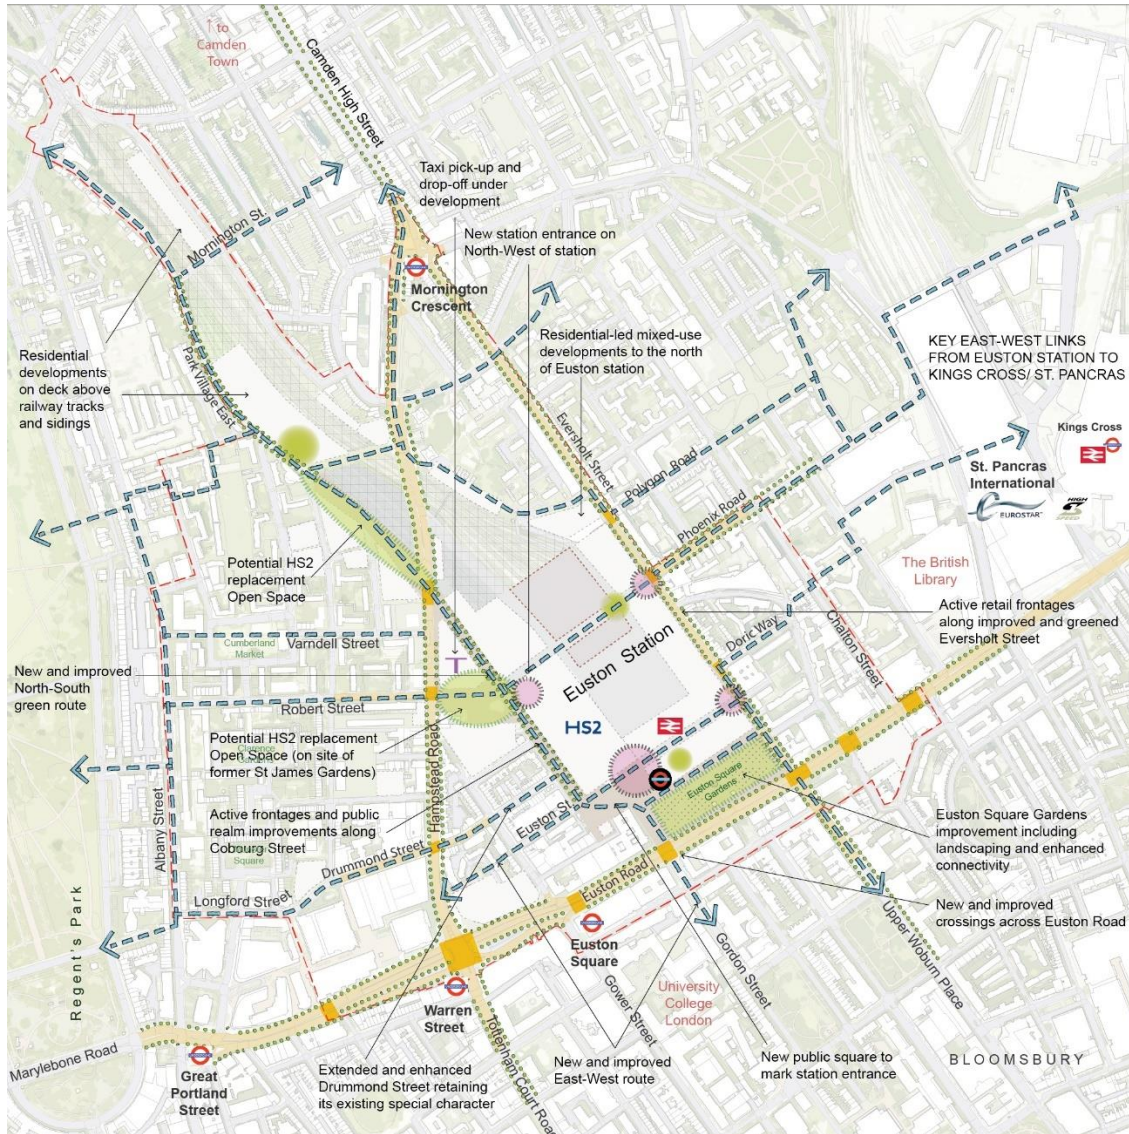 ↑ to
Camden
Town
Camden High Street
Taxi pick-up and
drop-off under
development
New station entrance on
North-West of station
Mornington St.
Mornington
Crescent
Residential
developments
on deck above
railway tracks
and sidings
Park Village East
Residential-led mixed-use
developments to the north
of Euston station
KEY EAST-WEST LINKS
FROM EUSTON STATION TO
KINGS CROSS/ ST. PANCRAS
Kings Cross
St. Pancras
International
EUROSTAR
HIGH
SPEED
Eversholt Street
Polygon Road
Phoenix Road
Potential HS2
replacement
Open Space
The British
Library
Active retail frontages
along improved and greened
Eversholt Street
Doric Way
Chalton Street
Varndell Street
Cumberland
Market
New and improved
North-South
green route
T
Euston Station
Robert Street
HS2
Potential HS2 replacement
Open Space (on site of
former St James Gardens)
Clarence
Gardens
Hampstead Road
Euston Square
Gardens
Active frontages and public
realm improvements along
Cobourg Street
Euston St.
Drummond Street
Square
Albany Street
Longford Street
Euston Square Gardens
improvement including
landscaping and enhanced
connectivity
New and improved
crossings across Euston Road
Euston Road
Regent's Park
Euston
Square
Upper Woburn Place
Gordon Street
Gower Street
University
College
London
Warren
Street
Tottenham Court Road
Marylebone Road
Great
Portland
Street
Extended and enhanced
Drummond Street retaining
its existing special character
New and improved
East-West route
New public square to
mark station entrance
BLOOMSBURY